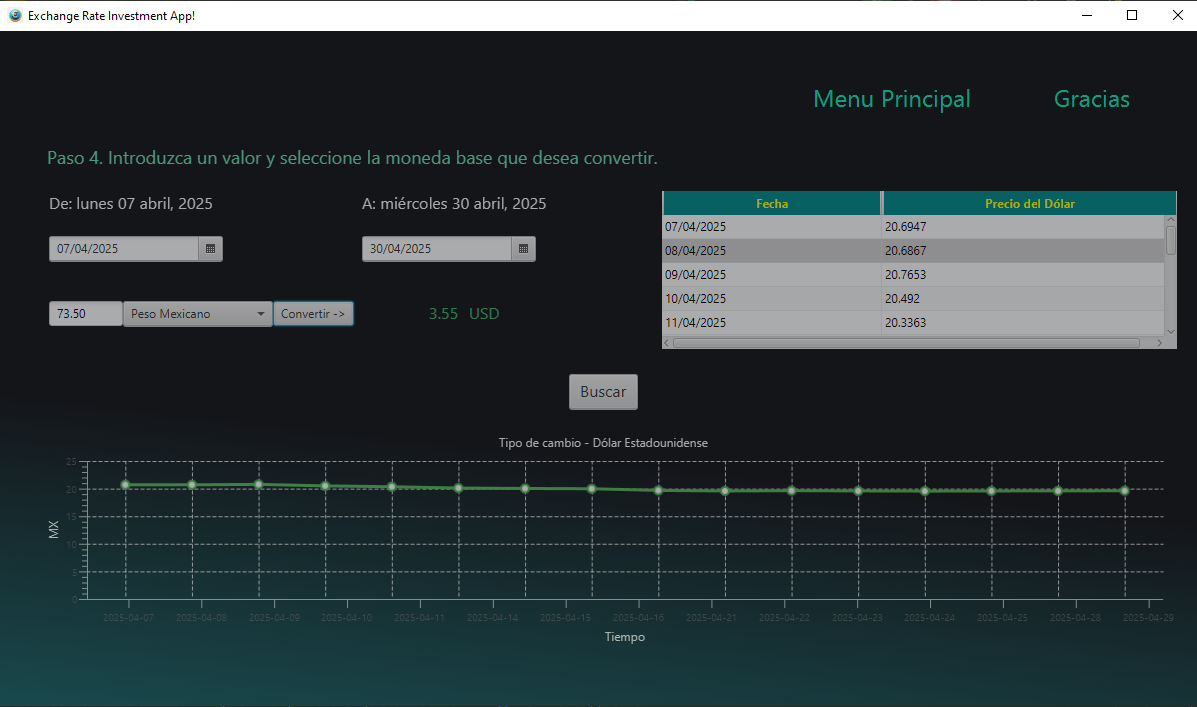 Exchange Rate Investment App!
Menu Principal
Gracias
Paso 4. Introduzca un valor y seleccione la moneda base que desea convertir.
De: lunes 07 abril, 2025
A: miércoles 30 abril, 2025
07/04/2025
30/04/2025
73.50
Peso Mexicano
Convertir ->
3.55 USD
Fecha Precio del Dólar
07/04/2025 20.6947
08/04/2025 20.6867
09/04/2025 20.7653
10/04/2025 20.492
11/04/2025 20.3363
Buscar
Tipo de cambio - Dólar Estadounidense
25
20
15
10
5
0
MX
2025-04-07 2025-04-08 2025-04-09 2025-04-10 2025-04-11 2025-04-14 2025-04-15 2025-04-16 2025-04-21 2025-04-22 2025-04-23 2025-04-24 2025-04-25 2025-04-28 2025-04-29
Tiempo